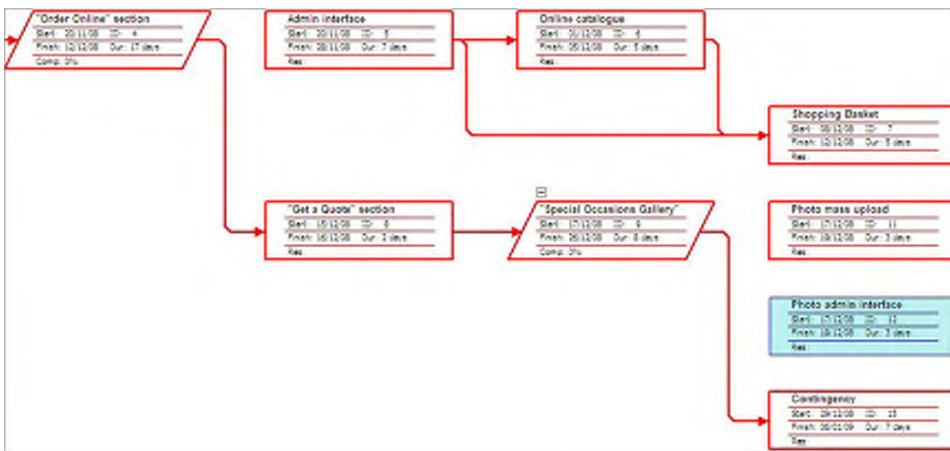 "Order Online" section
Start: 20/11/08 ID: 4
Finish: 12/12/08 Dur: 17 days
Comp: 0%
Admin interface
Start: 20/11/08 ID: 5
Finish: 28/11/08 Dur: 7 days
Res:
Online catalogue
Start: 01/12/08 ID: 6
Finish: 05/12/08 Dur: 5 days
Res:
Shopping Basket
Start: 08/12/08 ID: 7
Finish: 12/12/08 Dur: 5 days
Res:
"Get a Quote" section
Start: 15/12/08 ID: 8
Finish: 16/12/08 Dur: 2 days
Res:
"Special Occasions Gallery"
Start: 17/12/08 ID: 9
Finish: 26/12/08 Dur: 8 days
Comp: 0%
Photo mass upload
Start: 17/12/08 ID: 11
Finish: 19/12/08 Dur: 3 days
Res:
Photo admin interface
Start: 17/12/08 ID: 12
Finish: 19/12/08 Dur: 3 days
Res:
Contingency
Start: 29/12/08 ID:
Finish: 06/01/09 Dur: 7 days
Res: